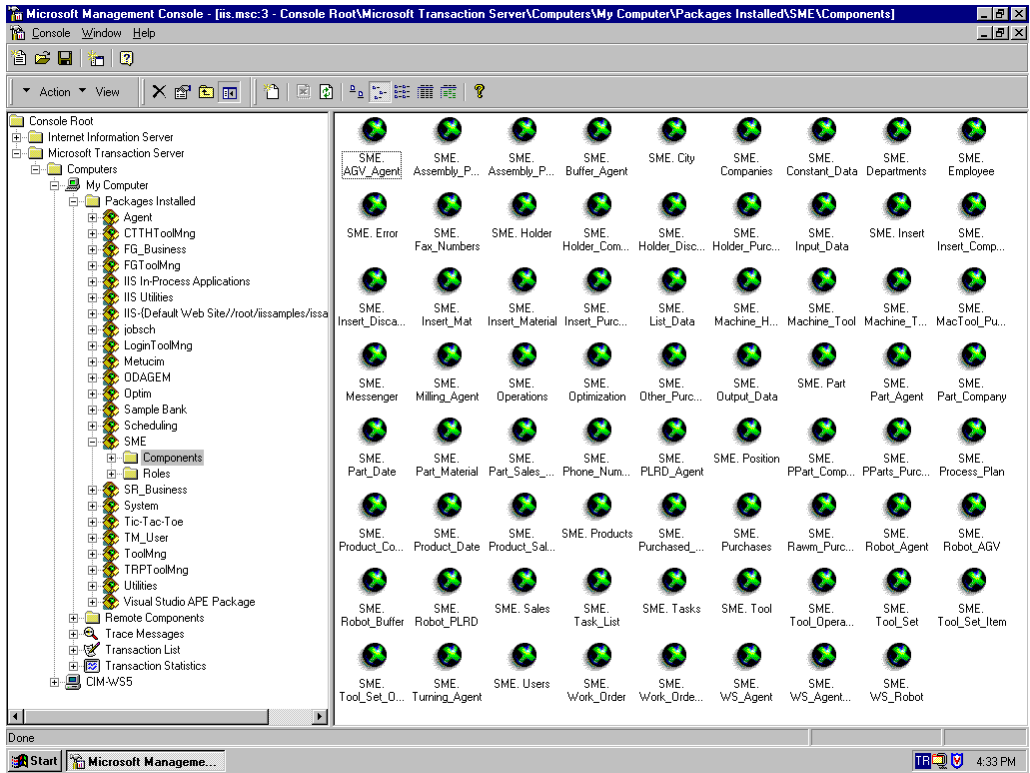 Microsoft Management Console - [iis.msc:3 - Console Root\Microsoft Transaction Server\Computers\My Computer\Packages Installed\SME\Components]
Console Window Help
Action View
Console Root
Internet Information Server
Microsoft Transaction Server
Computers
My Computer
Packages Installed
Agent
CTTHToolMng
FG_Business
FGToolMng
IIS In-Process Applications
IIS Utilities
IIS-{Default Web Site//root/iissamples/issa
jobsch
LoginToolMng
Metucim
ODAGEM
Optim
Sample Bank
Scheduling
SME
Components
Roles
SR_Business
System
Tic-Tac-Toe
TM_User
ToolMng
TRPToolMng
Utilities
Visual Studio APE Package
Remote Components
Trace Messages
Transaction List
Transaction Statistics
CIM-WS5
SME. SME. SME. SME. SME. City SME. SME. SME. SME.
AGV_Agent Assembly_P... Assembly_P... Buffer_Agent Companies Constant_Data Departments Employee
SME. Error SME. SME. Holder SME. SME. SME. SME. SME. Insert SME.
Fax_Numbers Holder_Com... Holder_Disc... Holder_Purc... Input_Data Insert_Comp...
SME. SME. SME. SME. SME. SME. SME. SME. SME.
Insert_Disca... Insert_Mat Insert_Material Insert_Purc... List_Data Machine_H... Machine_Tool Machine_T... MacTool_Pu...
SME. SME. SME. SME. SME. SME. SME. Part SME. SME.
Messenger Milling_Agent Operations Optimization Other_Purc... Output_Data Part_Agent Part_Company
SME. SME. SME. SME. SME. SME. Position SME. SME. SME.
Part_Date Part_Material Part_Sales_... Phone_Num... PLRD_Agent PPart_Comp... PParts_Purc... Process_Plan
SME. SME. SME. SME. Products SME. SME. SME. SME. SME.
Product_Co... Product_Date Product_Sal... Purchased_... Purchases Rawm_Purc... Robot_Agent Robot_AGV
SME. SME. SME. Sales SME. SME. Tasks SME. Tool SME. SME. SME.
Robot_Buffer Robot_PLRD Task_List Tool_Opera... Tool_Set Tool_Set_Item
SME. SME. SME. Users SME. SME. SME. SME. SME.
Tool_Set_O... Turning_Agent Work_Order Work_Orde... WS_Agent WS_Agent... WS_Robot
Done
Start Microsoft Manageme... TR 4:33 PM